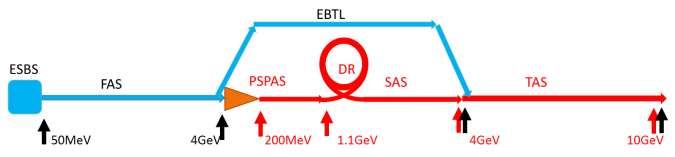 EBTL
ESBS
FAS
PSPAS
DR
SAS
TAS
50MeV
4GeV
200MeV
1.1GeV
4GeV
10GeV